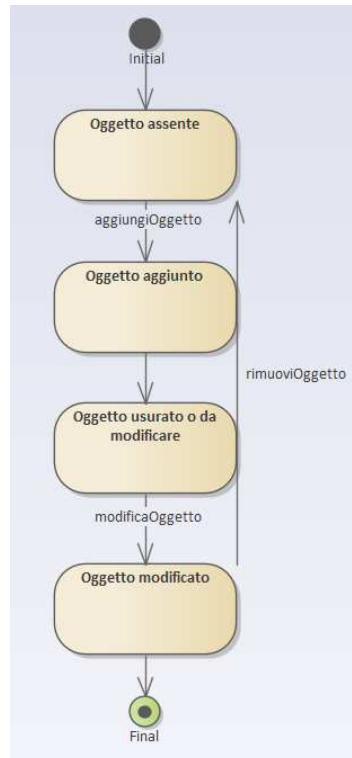 Initial
Oggetto assente
aggiungiOggetto
Oggetto aggiunto
rimuoviOggetto
Oggetto usurato o da
modificare
modificaOggetto
Oggetto modificato
Final